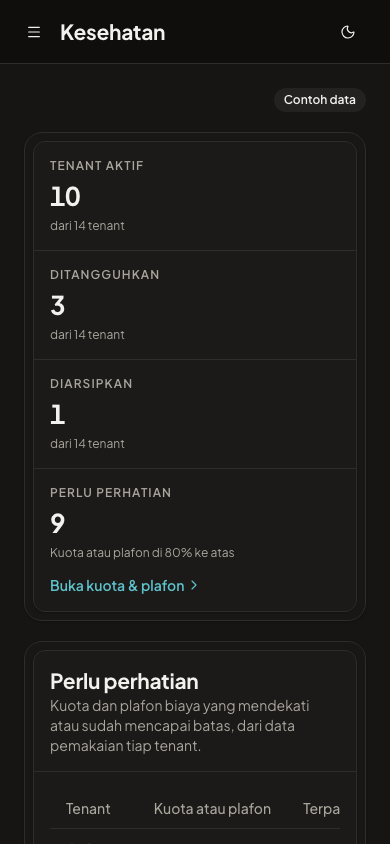 Kesehatan
Contoh data
TENANT AKTIF
10
dari 14 tenant
DITANGGUHKAN
3
dari 14 tenant
DIARSIPKAN
1
dari 14 tenant
PERLU PERHATIAN
9
Kuota atau plafon di 80% ke atas
Buka kuota & plafon
Perlu perhatian
Kuota dan plafon biaya yang mendekati
atau sudah mencapai batas, dari data
pemakaian tiap tenant.
Tenant Kuota atau plafon Terpa